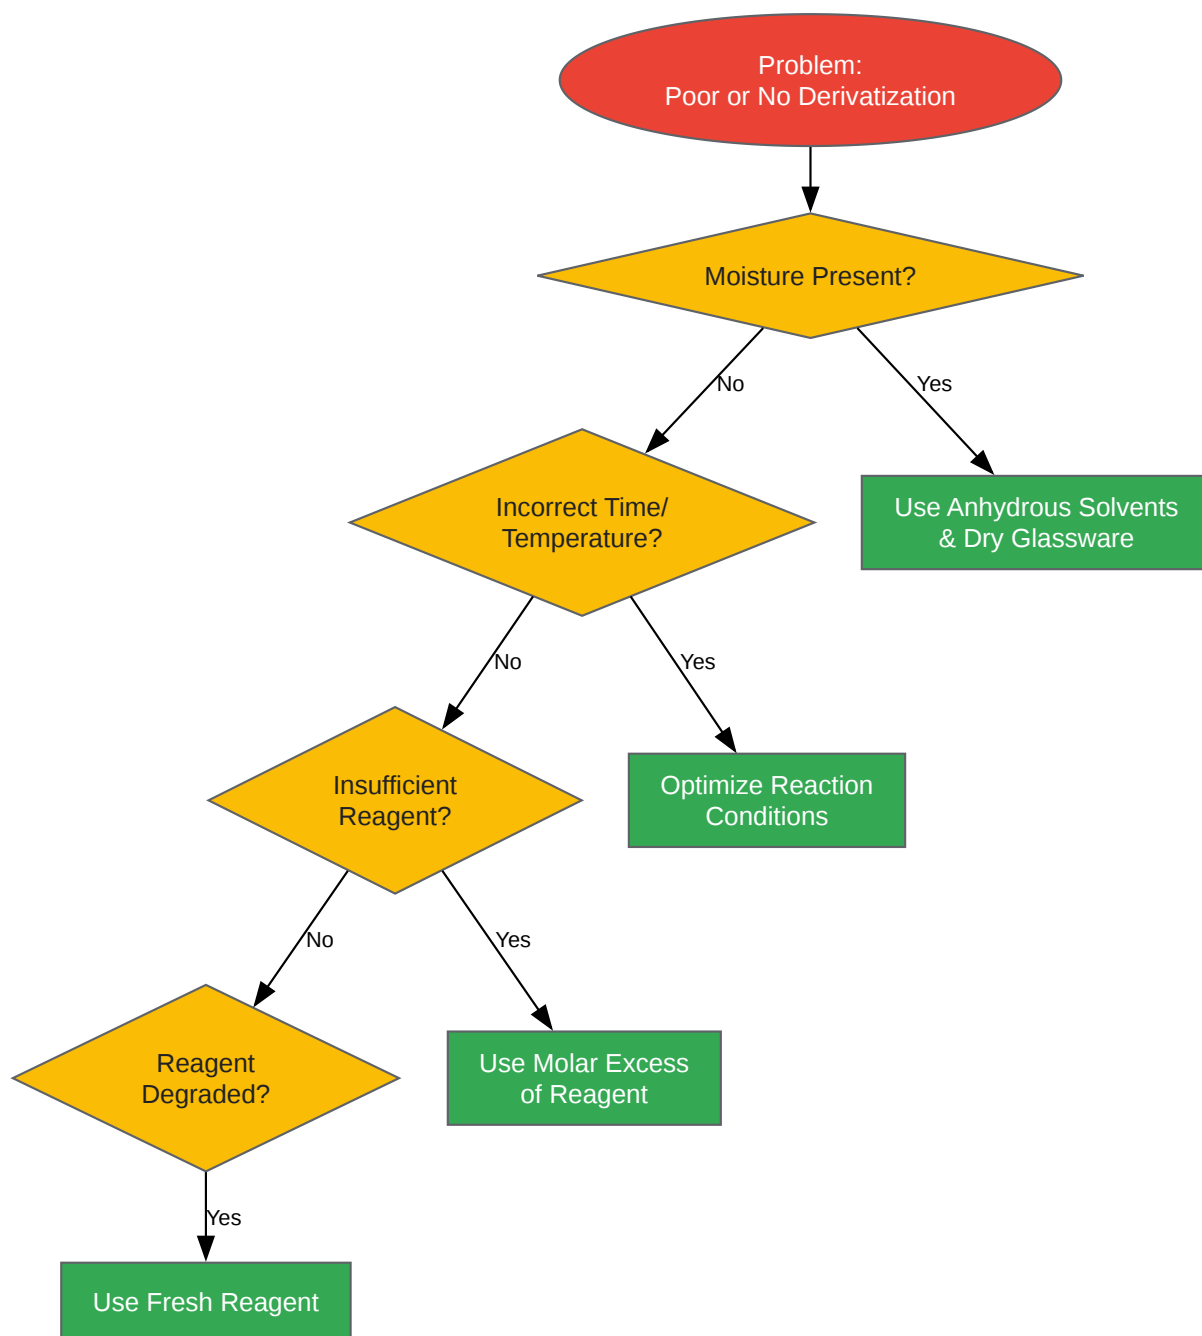 Problem:
Poor or No Derivatization
Moisture Present?
No
Yes
Incorrect Time/
Temperature?
Use Anhydrous Solvents
& Dry Glassware
No
Yes
Insufficient
Reagent?
Optimize Reaction
Conditions
No
Yes
Reagent
Degraded?
Use Molar Excess
of Reagent
Yes
Use Fresh Reagent